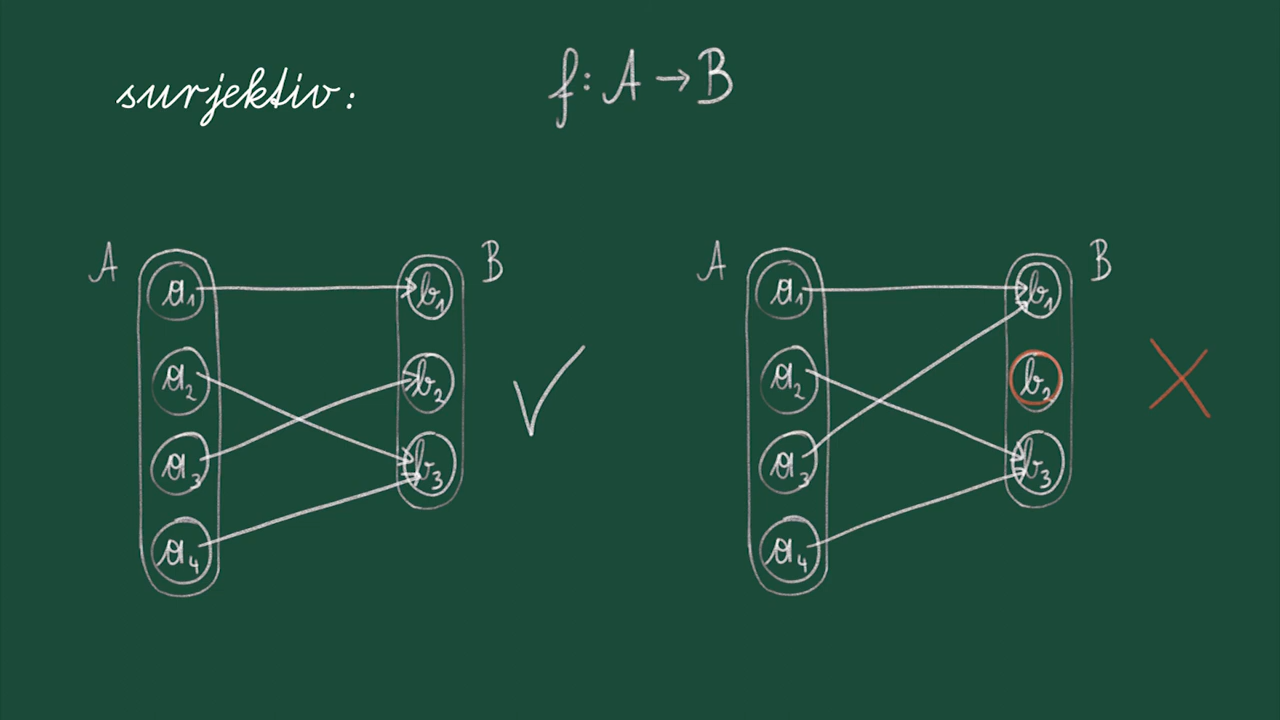 surjektiv: f: A → B
A B A B
a₁ b₁ a₁ b₁
a₂ b₂ a₂ b₂
a₃ b₃ a₃ b₃
a₄ a₄